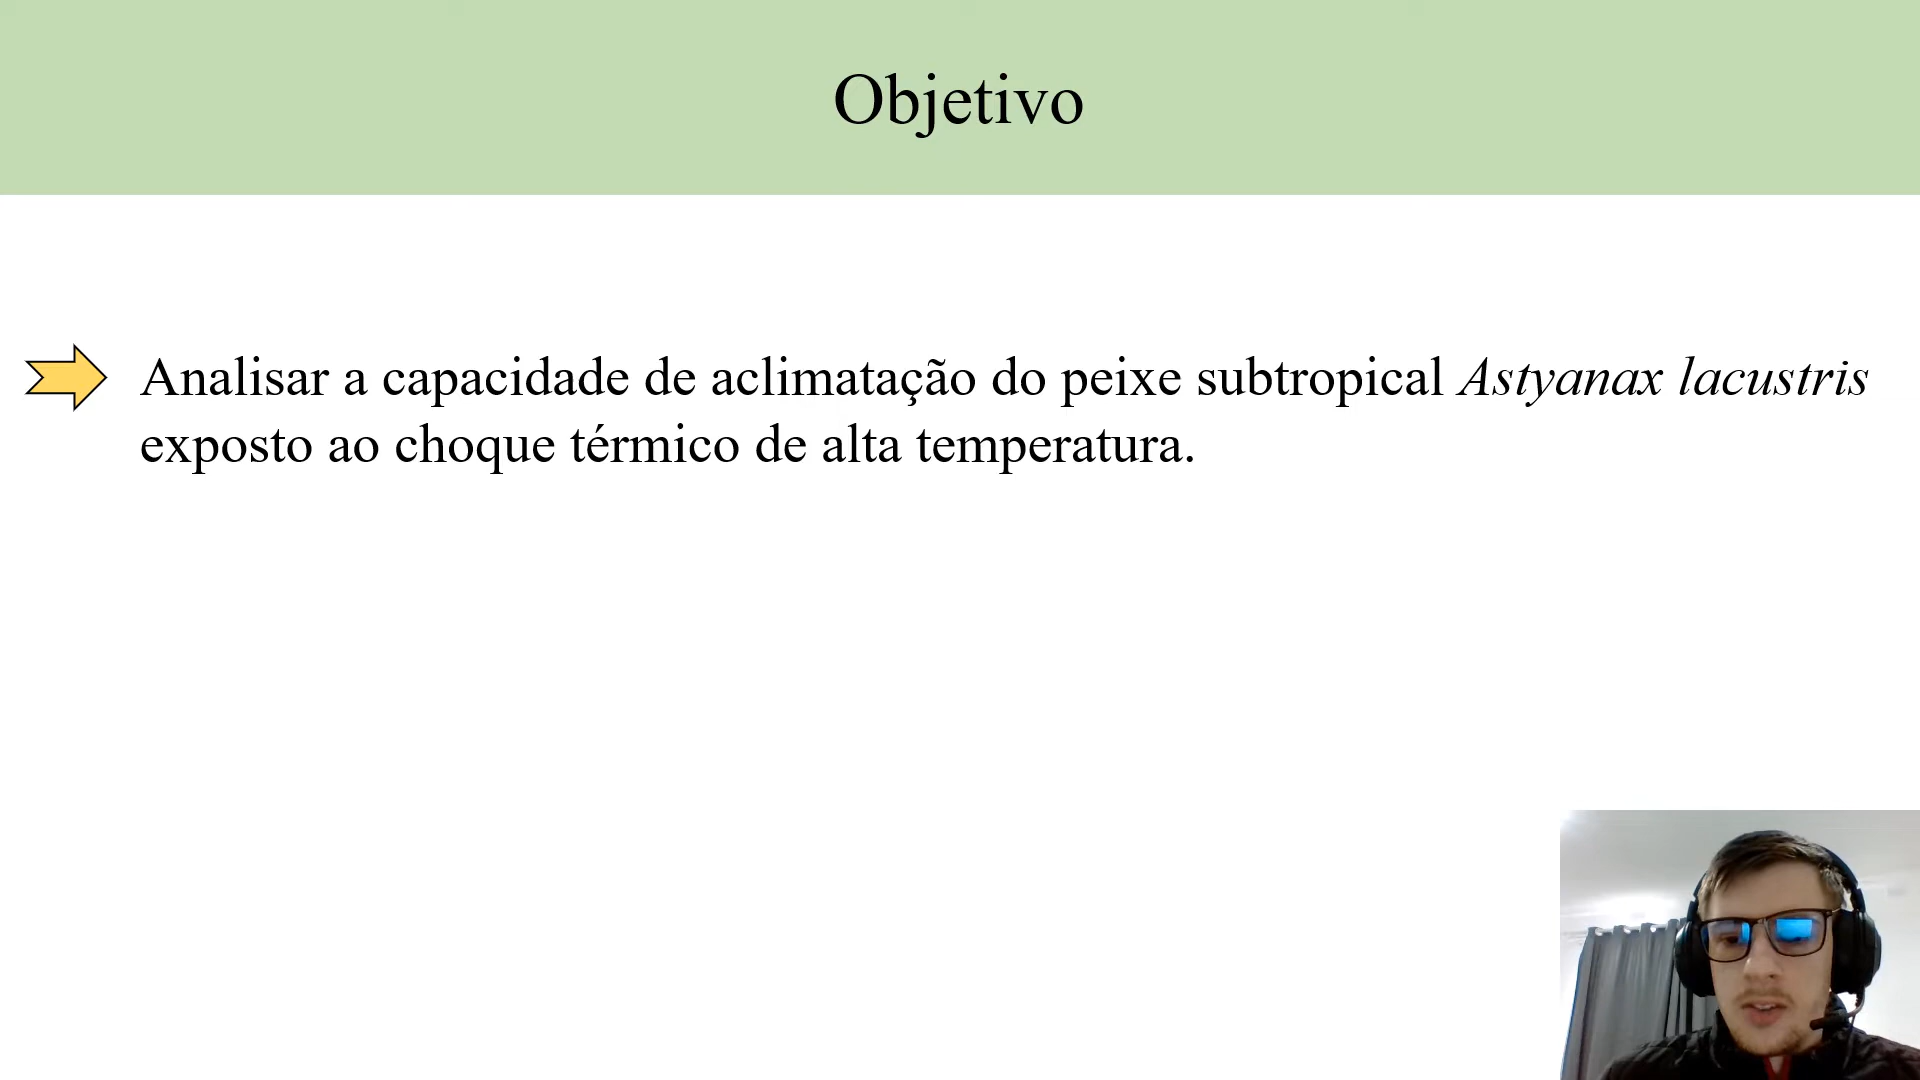 Objetivo
Analisar a capacidade de aclimatação do peixe subtropical Astyanax lacustris
exposto ao choque térmico de alta temperatura.